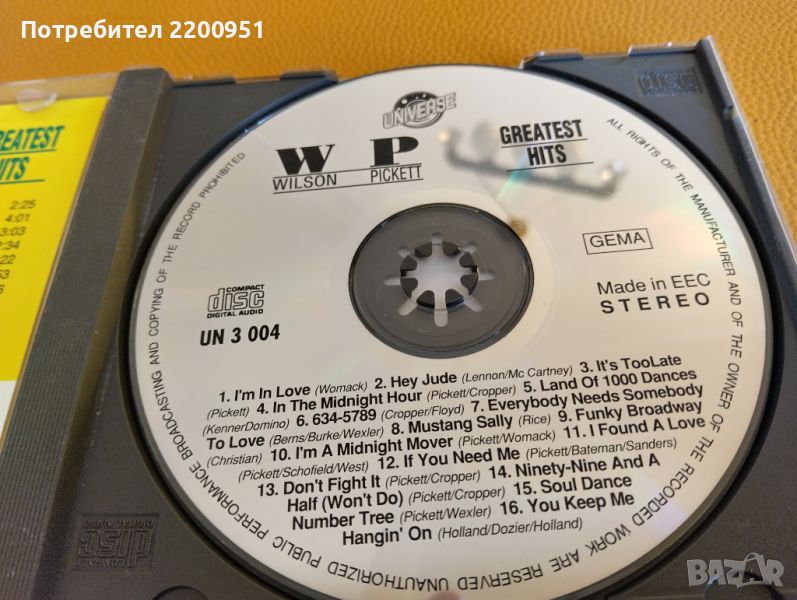 Потребител 2200951
GREATEST
HITS
2:25
4:01
3:03
2:34
UNIVERSE
W P
WILSON PICKETT
GREATEST
HITS
GEMA
Made in EEC
STEREO
COMPACT
disc
DIGITAL AUDIO
UN 3 004
1. I'm In Love (Womack) 2. Hey Jude (Lennon/Mc Cartney) 3. It's TooLate
(Pickett) 4. In The Midnight Hour (Pickett/Cropper) 5. Land Of 1000 Dances
(KennerDomino) 6. 634-5789 (Cropper/Floyd) 7. Everybody Needs Somebody
To Love (Berns/Burke/Wexler) 8. Mustang Sally (Rice) 9. Funky Broadway
(Christian) 10. I'm A Midnight Mover (Pickett/Womack) 11. I Found A Love
(Pickett/Schofield/West) 12. If You Need Me (Pickett/Bateman/Sanders)
13. Don't Fight It (Pickett/Cropper) 14. Ninety-Nine And A
Half (Won't Do) (Pickett/Cropper) 15. Soul Dance
Number Tree (Pickett/Wexler) 16. You Keep Me
Hangin' On (Holland/Dozier/Holland)
ALL RIGHTS OF THE MANUFACTURER AND OF THE OWNER OF THE RECORDED WORK ARE RESERVED UNAUTHORIZED PUBLIC PERFORMANCE BROADCASTING AND COPYING OF THE RECORD PROHIBITED
disc
COMPACT
disc
DIGITAL AUDIO
BAZAR